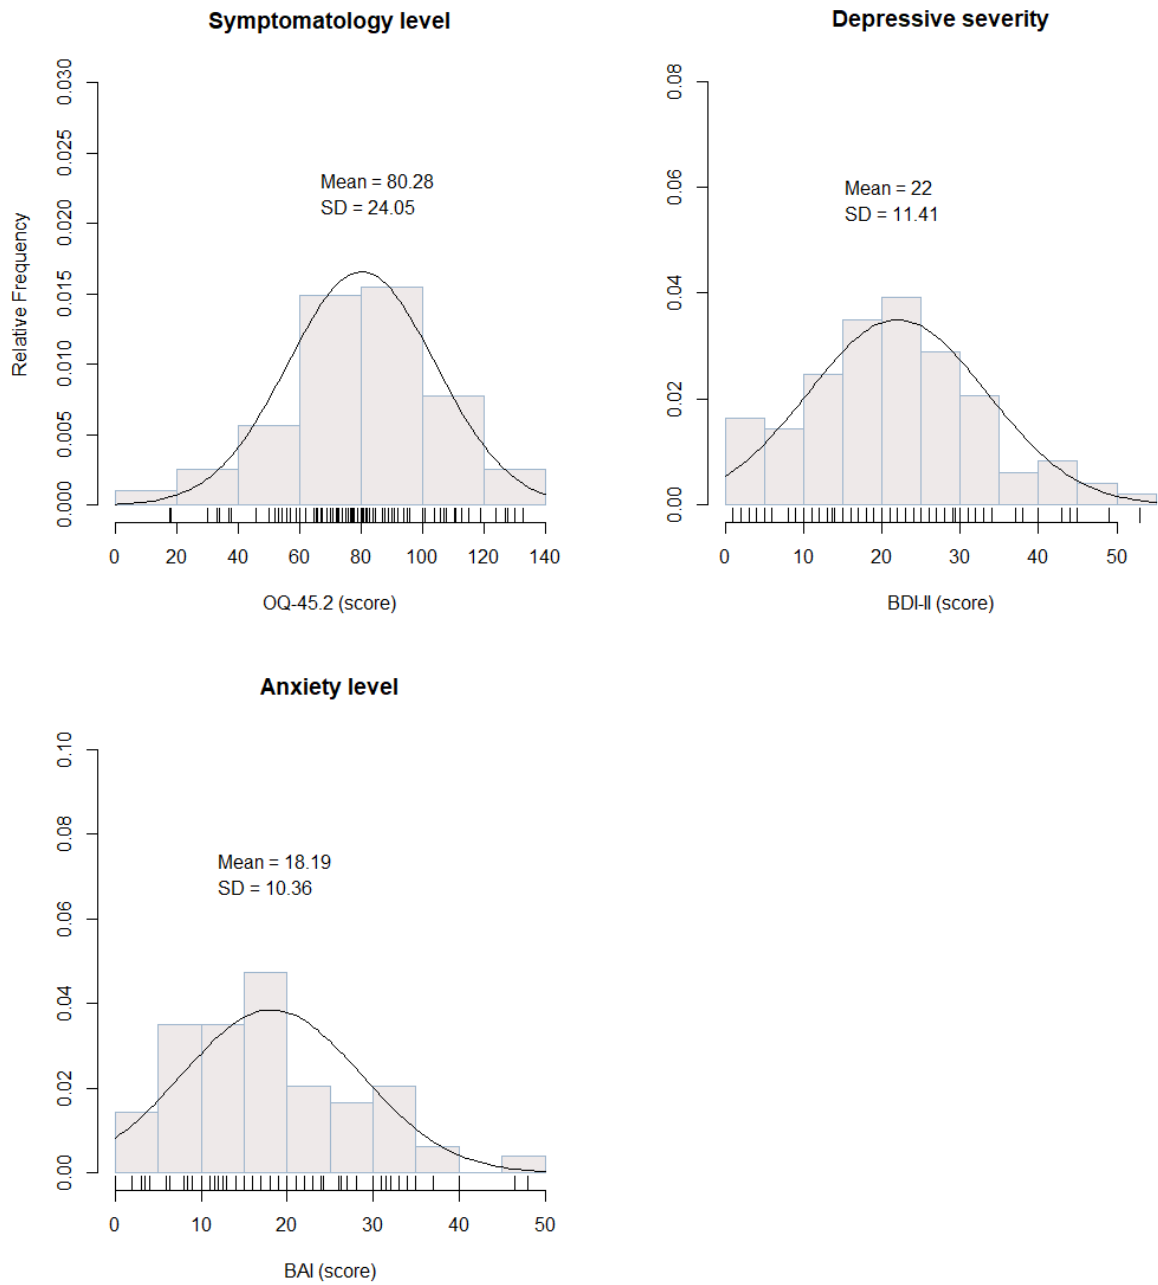 Symptomatology level
Relative Frequency
0.030
0.025
0.020
0.015
0.010
0.005
0.000
Mean = 80.28
SD = 24.05
0 20 40 60 80 100 120 140
OQ-45.2 (score)
Depressive severity
0.08
0.06
0.04
0.02
0.00
Mean = 22
SD = 11.41
0 10 20 30 40 50
BDI-II (score)
Anxiety level
0.10
0.08
0.06
0.04
0.02
0.00
Mean = 18.19
SD = 10.36
0 10 20 30 40 50
BAI (score)